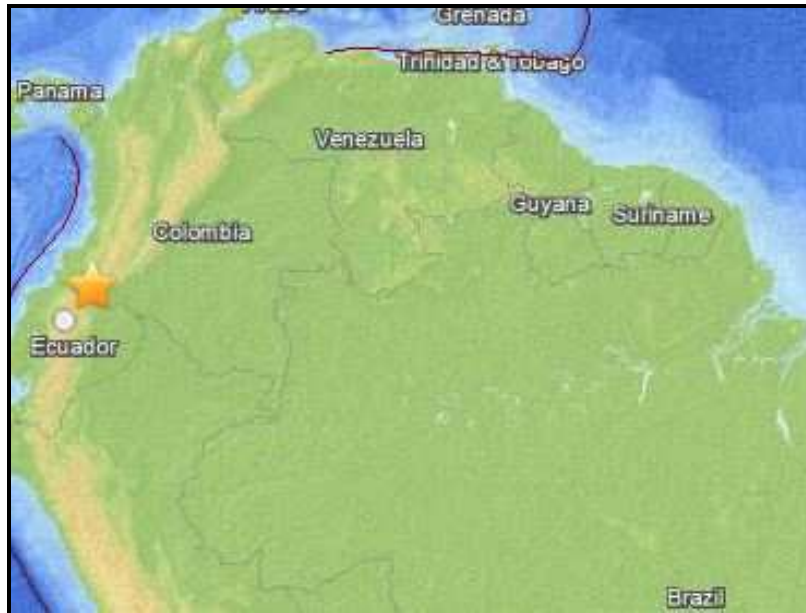 Grenada
Trinidad & Tobago
Panama
Venezuela
Guyana
Suriname
Colombia
Ecuador
Brazil